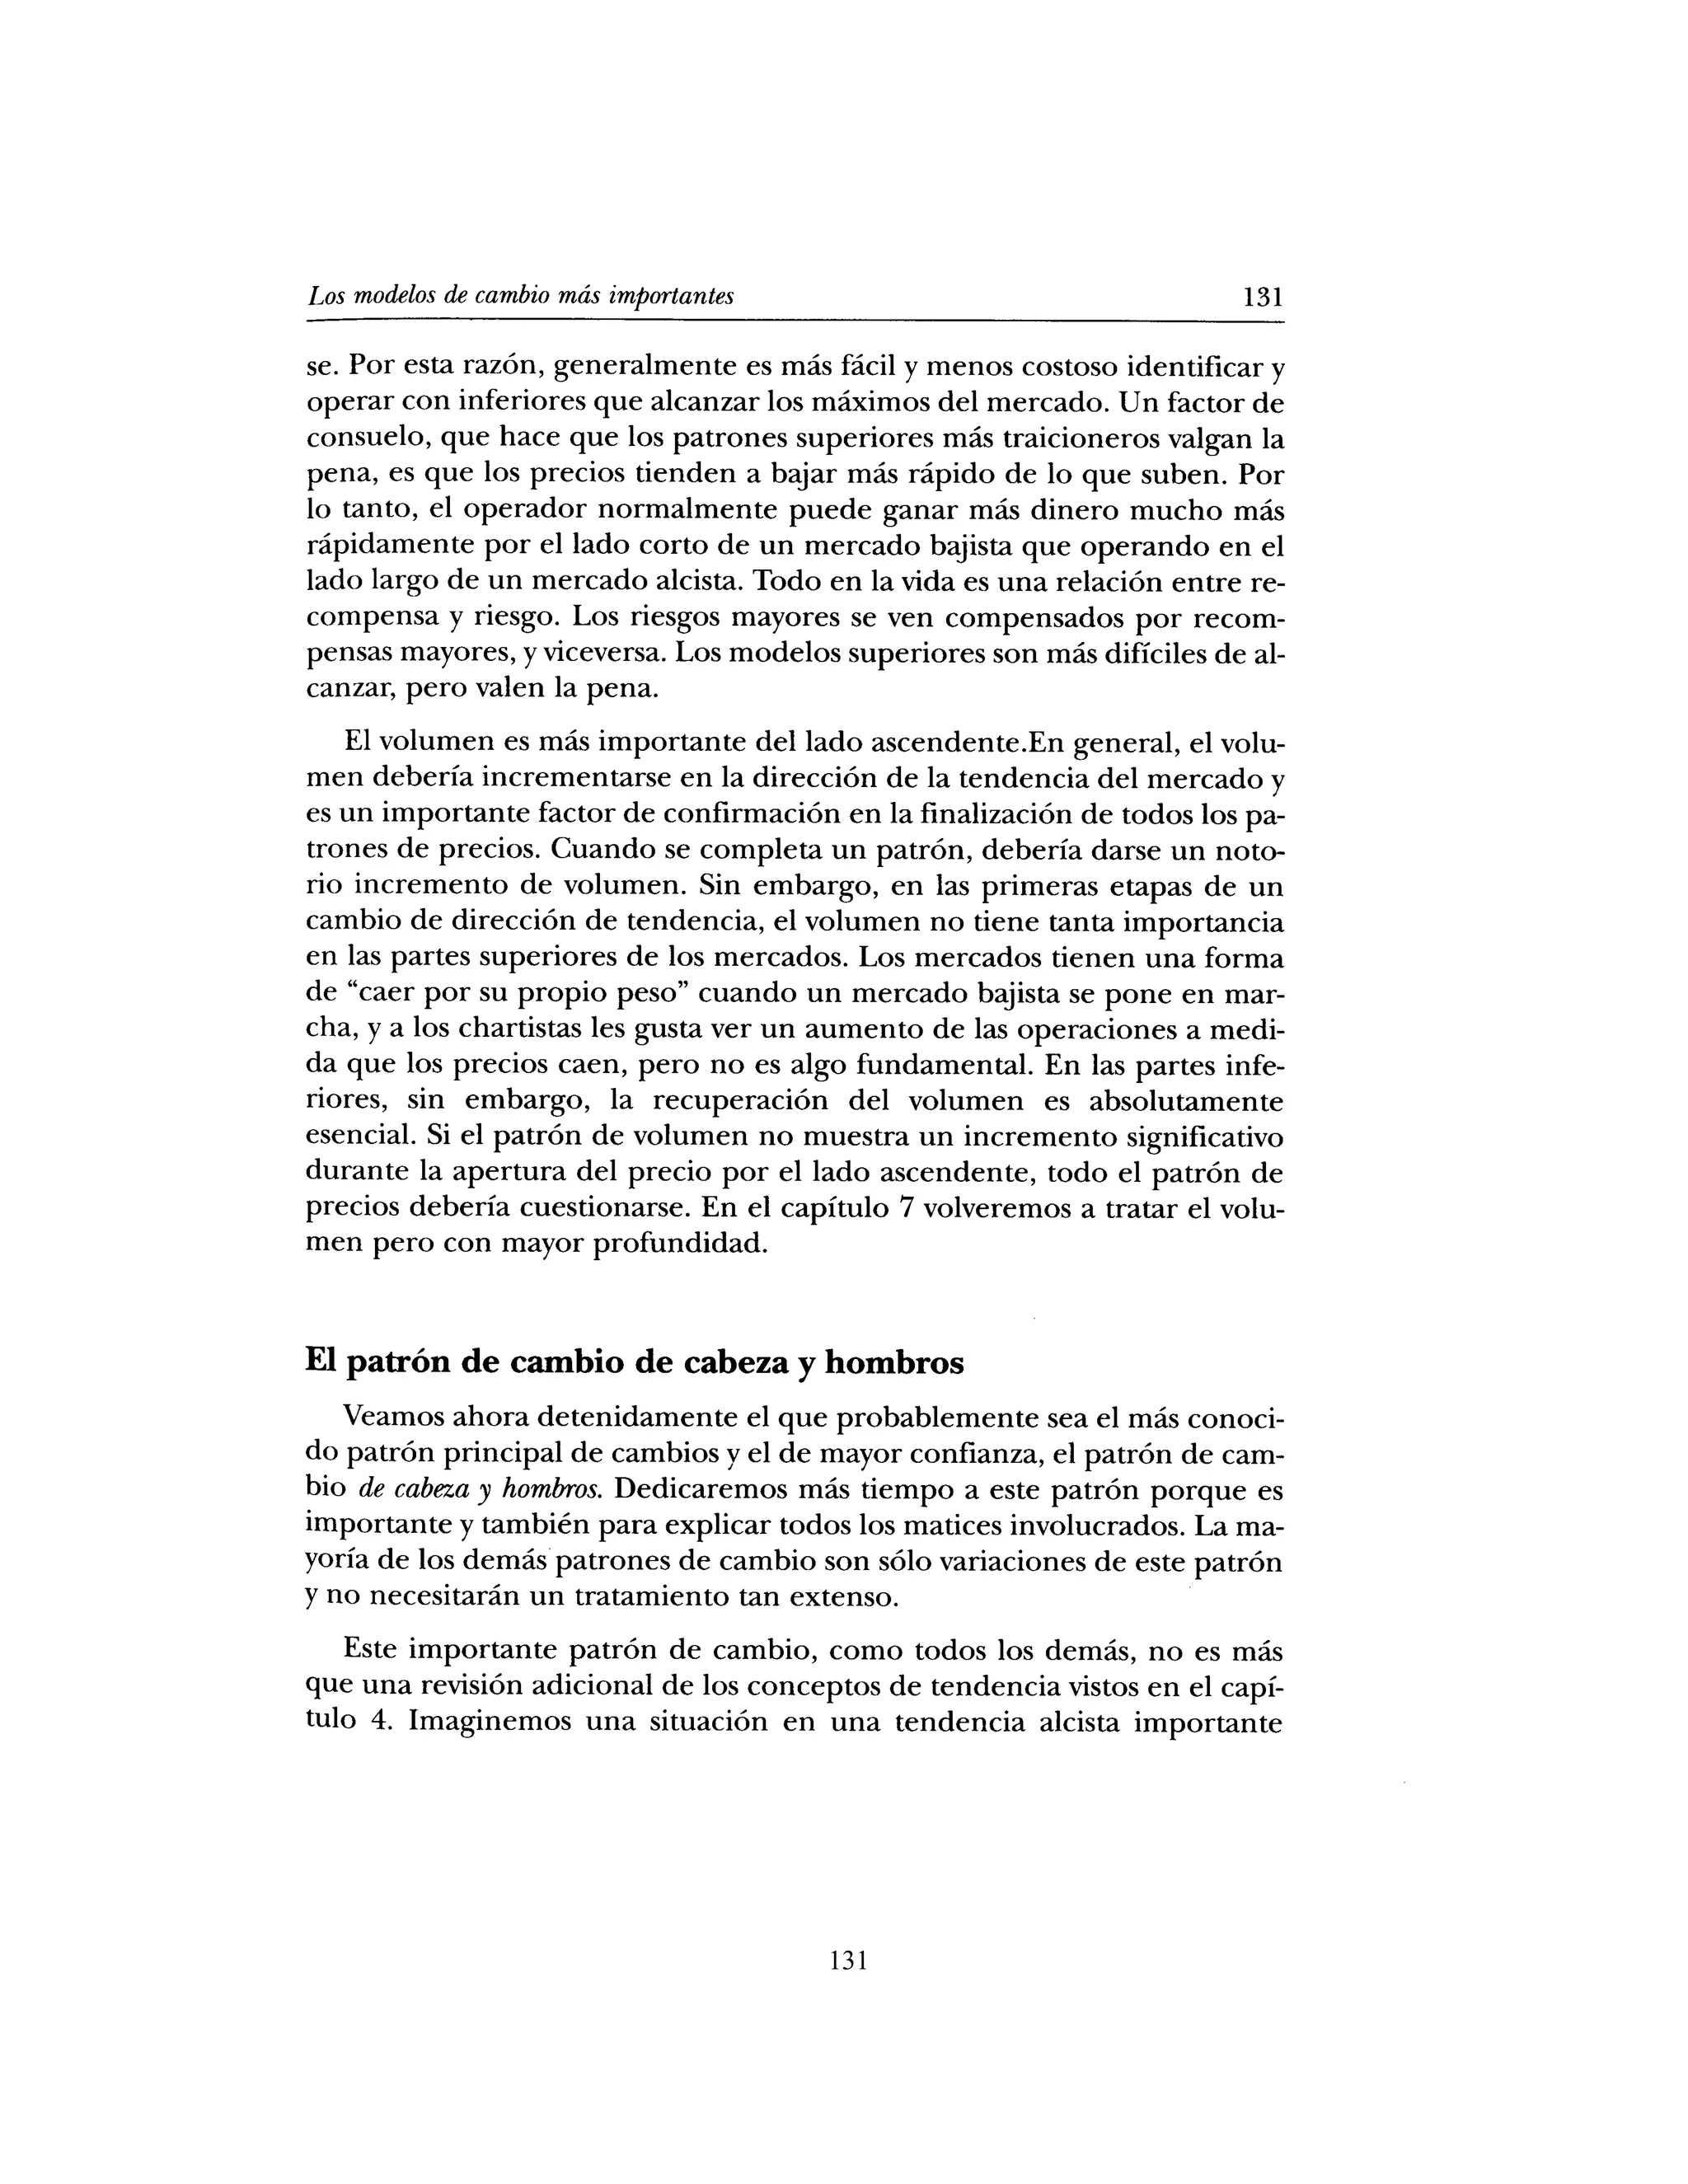 Los modelos de cambio más importantes 131
se. Por esta razón, generalmente es más fácil y menos costoso identificar y
operar con inferiores que alcanzar los máximos del mercado. Un factor de
consuelo, que hace que los patrones superiores más traicioneros valgan la
pena, es que los precios tienden a bajar más rápido de lo que suben. Por
lo tanto, el operador normalmente puede ganar más dinero mucho más
rápidamente por el lado corto de un mercado bajista que operando en el
lado largo de un mercado alcista. Todo en la vida es una relación entre re-
compensa y riesgo. Los riesgos mayores se ven compensados por recom-
pensas mayores, y viceversa. Los modelos superiores son más difíciles de al-
canzar, pero valen la pena.
El volumen es más importante del lado ascendente.En general, el volu-
men debería incrementarse en la dirección de la tendencia del mercado y
es un importante factor de confirmación en la finalización de todos los pa-
trones de precios. Cuando se completa un patrón, debería darse un noto-
rio incremento de volumen. Sin embargo, en las primeras etapas de un
cambio de dirección de tendencia, el volumen no tiene tanta importancia
en las partes superiores de los mercados. Los mercados tienen una forma
de “caer por su propio peso” cuando un mercado bajista se pone en mar-
cha, y a los chartistas les gusta ver un aumento de las operaciones a medi-
da que los precios caen, pero no es algo fundamental. En las partes infe-
riores, sin embargo, la recuperación del volumen es absolutamente
esencial. Si el patrón de volumen no muestra un incremento significativo
durante la apertura del precio por el lado ascendente, todo el patrón de
precios debería cuestionarse. En el capítulo 7 volveremos a tratar el volu-
men pero con mayor profundidad.
El patrón de cambio de cabeza y hombros
Veamos ahora detenidamente el que probablemente sea el más conoci-
do patrón principal de cambios y el de mayor confianza, el patrón de cam-
bio de cabeza y hombros. Dedicaremos más tiempo a este patrón porque es
importante y también para explicar todos los matices involucrados. La ma-
yoría de los demás patrones de cambio son sólo variaciones de este patrón
y no necesitarán un tratamiento tan extenso.
Este importante patrón de cambio, como todos los demás, no es más
que una revisión adicional de los conceptos de tendencia vistos en el capí-
tulo 4. Imaginemos una situación en una tendencia alcista importante
131